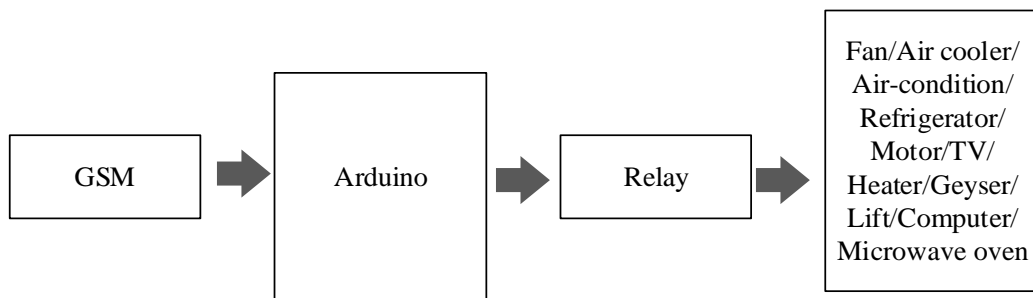 GSM
Arduino
Relay
Fan/Air cooler/
Air-condition/
Refrigerator/
Motor/TV/
Heater/Geyser/
Lift/Computer/
Microwave oven